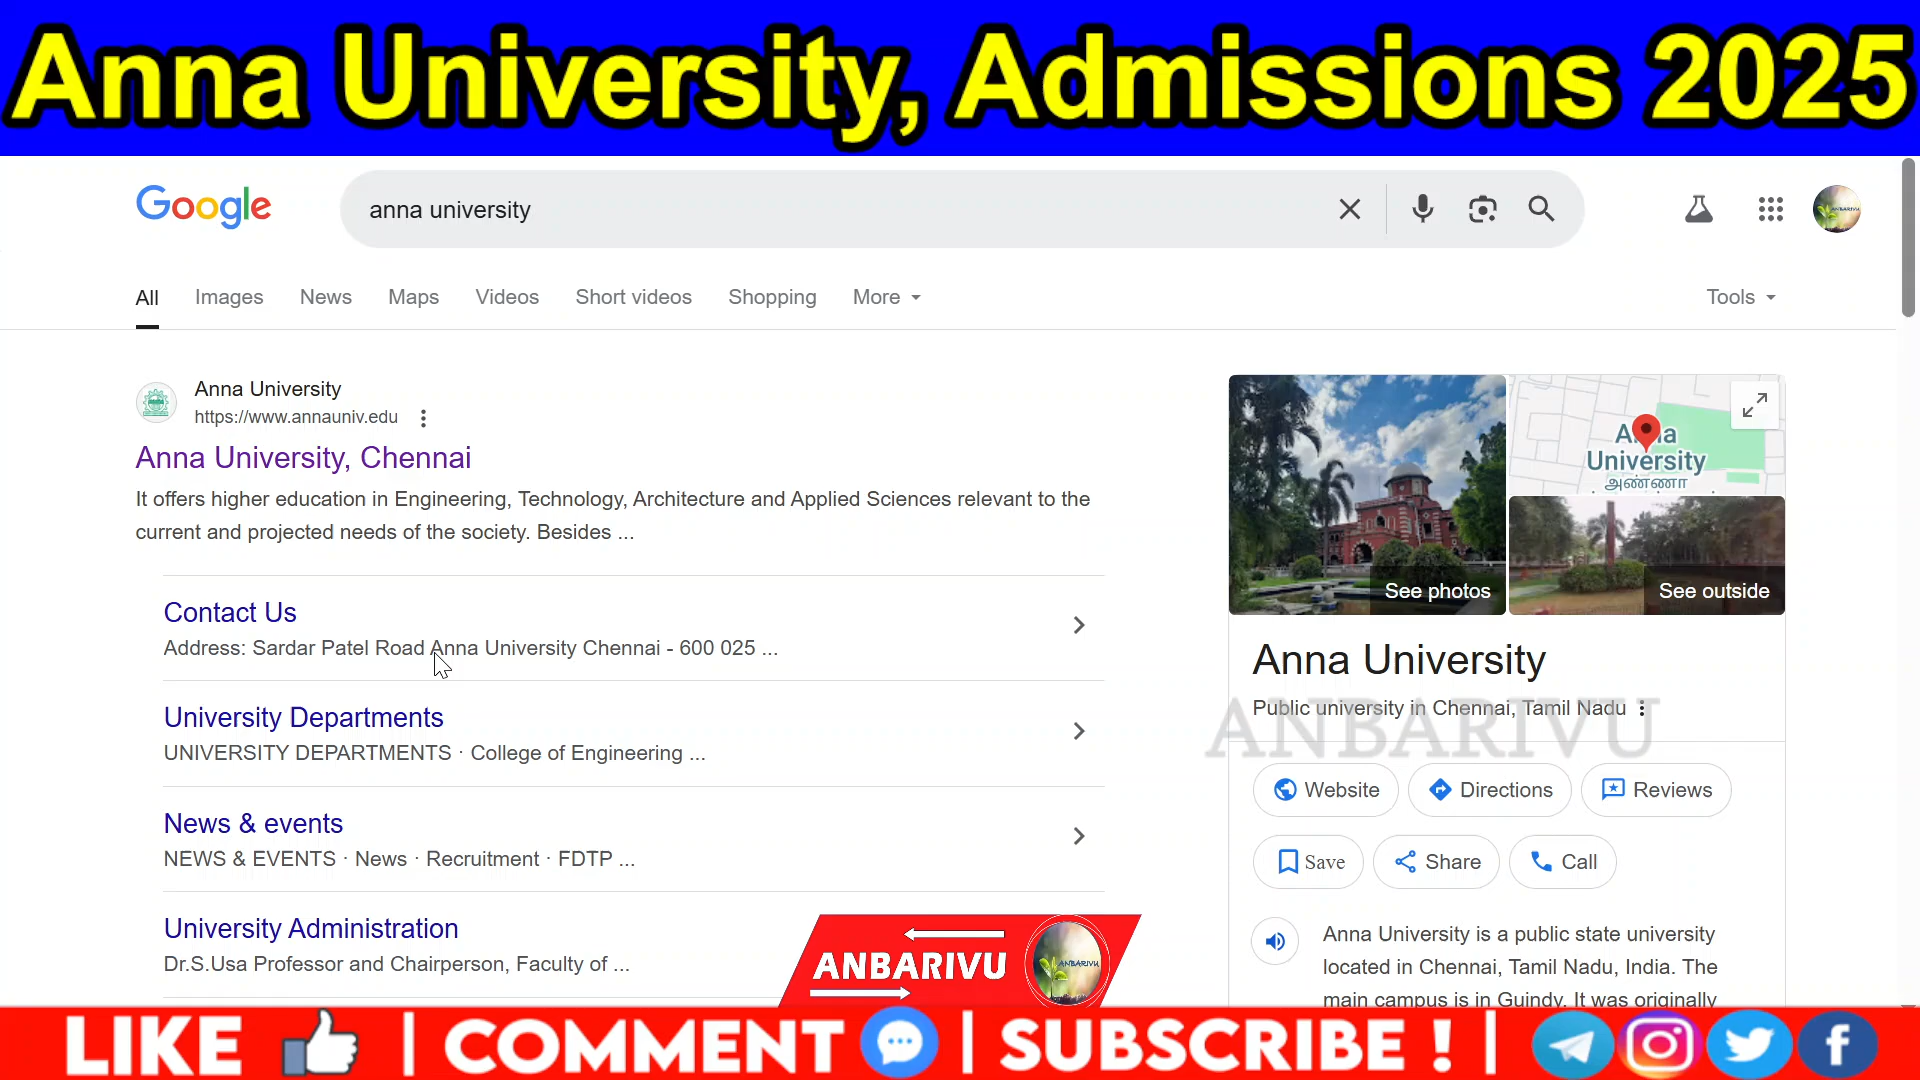 Anna University, Admissions 2025
Google
anna university
All Images News Maps Videos Short videos Shopping More Tools
Anna University
https://www.annauniv.edu
Anna University, Chennai
It offers higher education in Engineering, Technology, Architecture and Applied Sciences relevant to the
current and projected needs of the society. Besides ...
Contact Us
Address: Sardar Patel Road Anna University Chennai - 600 025 ...
University Departments
UNIVERSITY DEPARTMENTS · College of Engineering ...
News & events
NEWS & EVENTS · News · Recruitment · FDTP ...
University Administration
Dr.S.Usa Professor and Chairperson, Faculty of ...
Anna
University
அண்ணா
See photos
See outside
Anna University
Public university in Chennai, Tamil Nadu
ANBARIVU
Website Directions Reviews
Save Share Call
Anna University is a public state university
located in Chennai, Tamil Nadu, India. The
main campus is in Guindy. It was originally
ANBARIVU
ANBARIVU
LIKE | COMMENT | SUBSCRIBE ! |